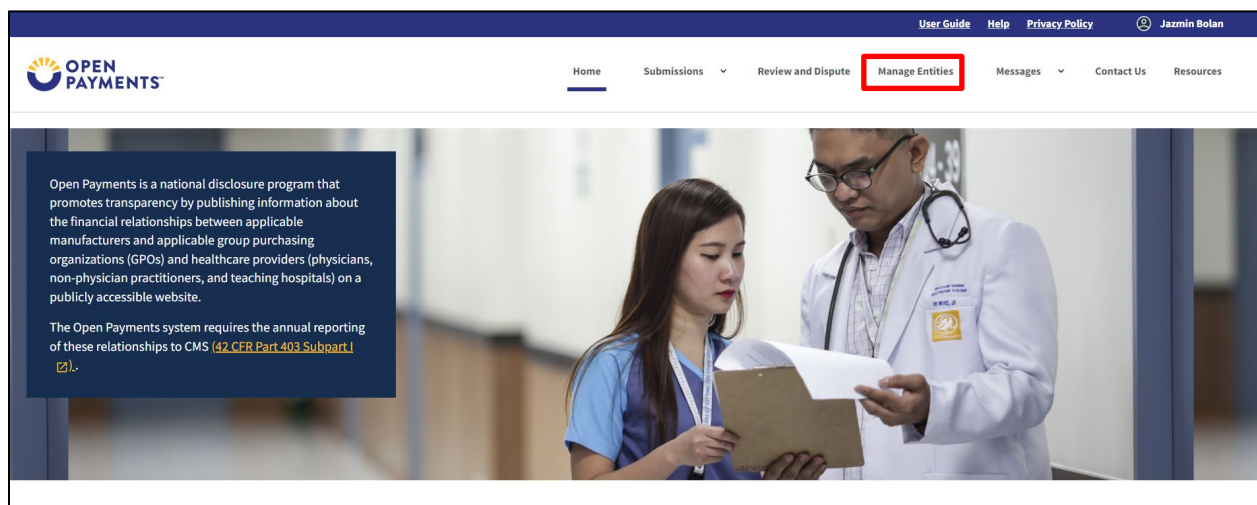 User Guide Help Privacy Policy Jazmin Bolan
OPEN
PAYMENTS
Home Submissions Review and Dispute Manage Entities Messages Contact Us Resources
Open Payments is a national disclosure program that
promotes transparency by publishing information about
the financial relationships between applicable
manufacturers and applicable group purchasing
organizations (GPOs) and healthcare providers (physicians,
non-physician practitioners, and teaching hospitals) on a
publicly accessible website.
The Open Payments system requires the annual reporting
of these relationships to CMS (42 CFR Part 403 Subpart I
).